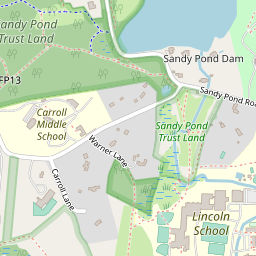 Sandy Pond
Trust Land
Sandy Pond Dam
FP13
Sandy Pond Ro
Carroll
Middle
School
Sandy Pond
Trust Land
Warner Lane
Carroll Lane
Lincoln
School